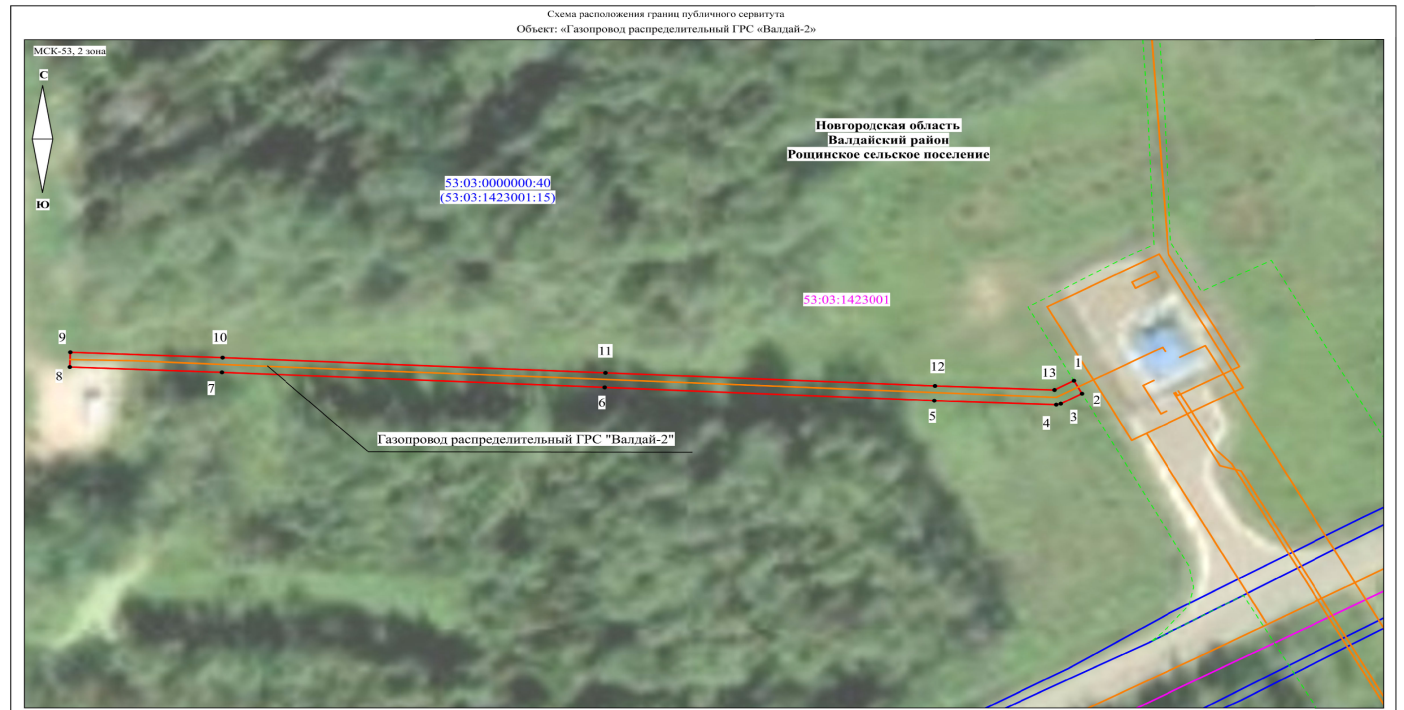 Схема расположения границ публичного сервитута
Объект: «Газопровод распределительный ГРС «Валдай-2»
МСК-53, 2 зона
С
Ю
Новгородская область
Валдайский район
Рощинское сельское поселение
53:03:0000000:40
(53:03:1423001:15)
53:03:1423001
9
10
11
12
13
1
2
3
4
5
6
7
8
Газопровод распределительный ГРС "Валдай-2"